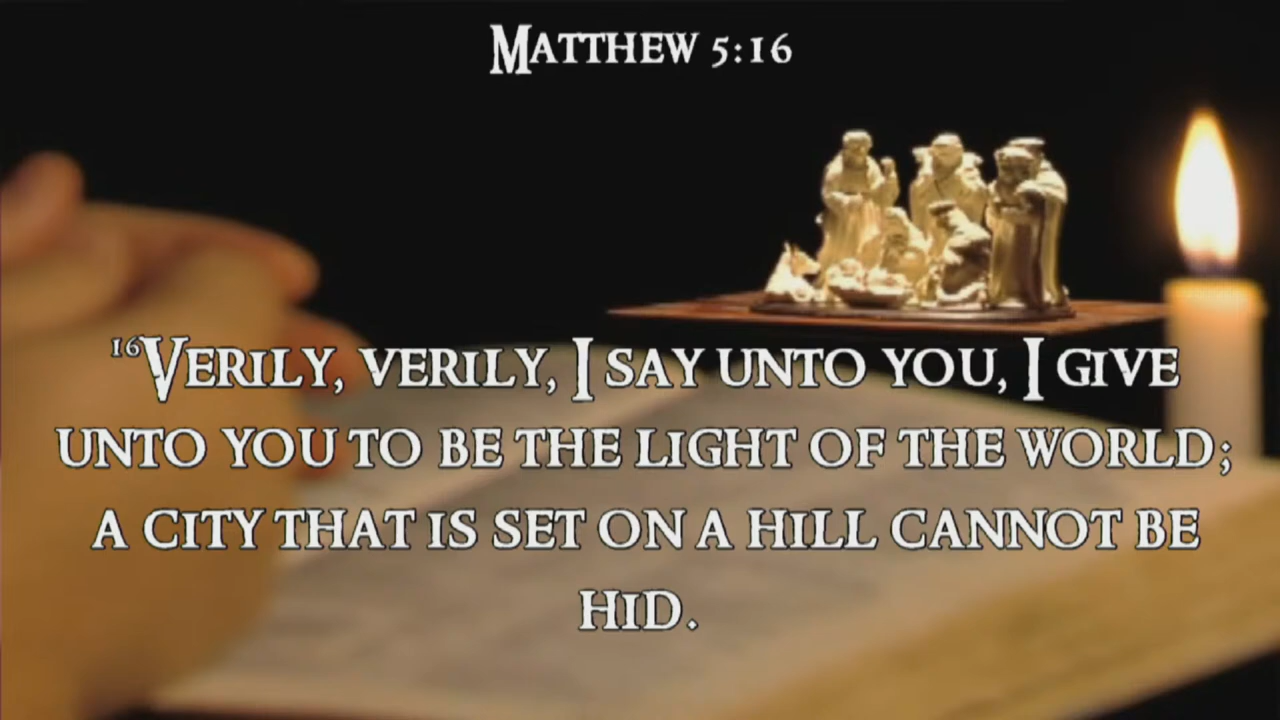 Matthew 5:16
16Verily, verily, I say unto you, I give
unto you to be the light of the world;
a city that is set on a hill cannot be
hid.